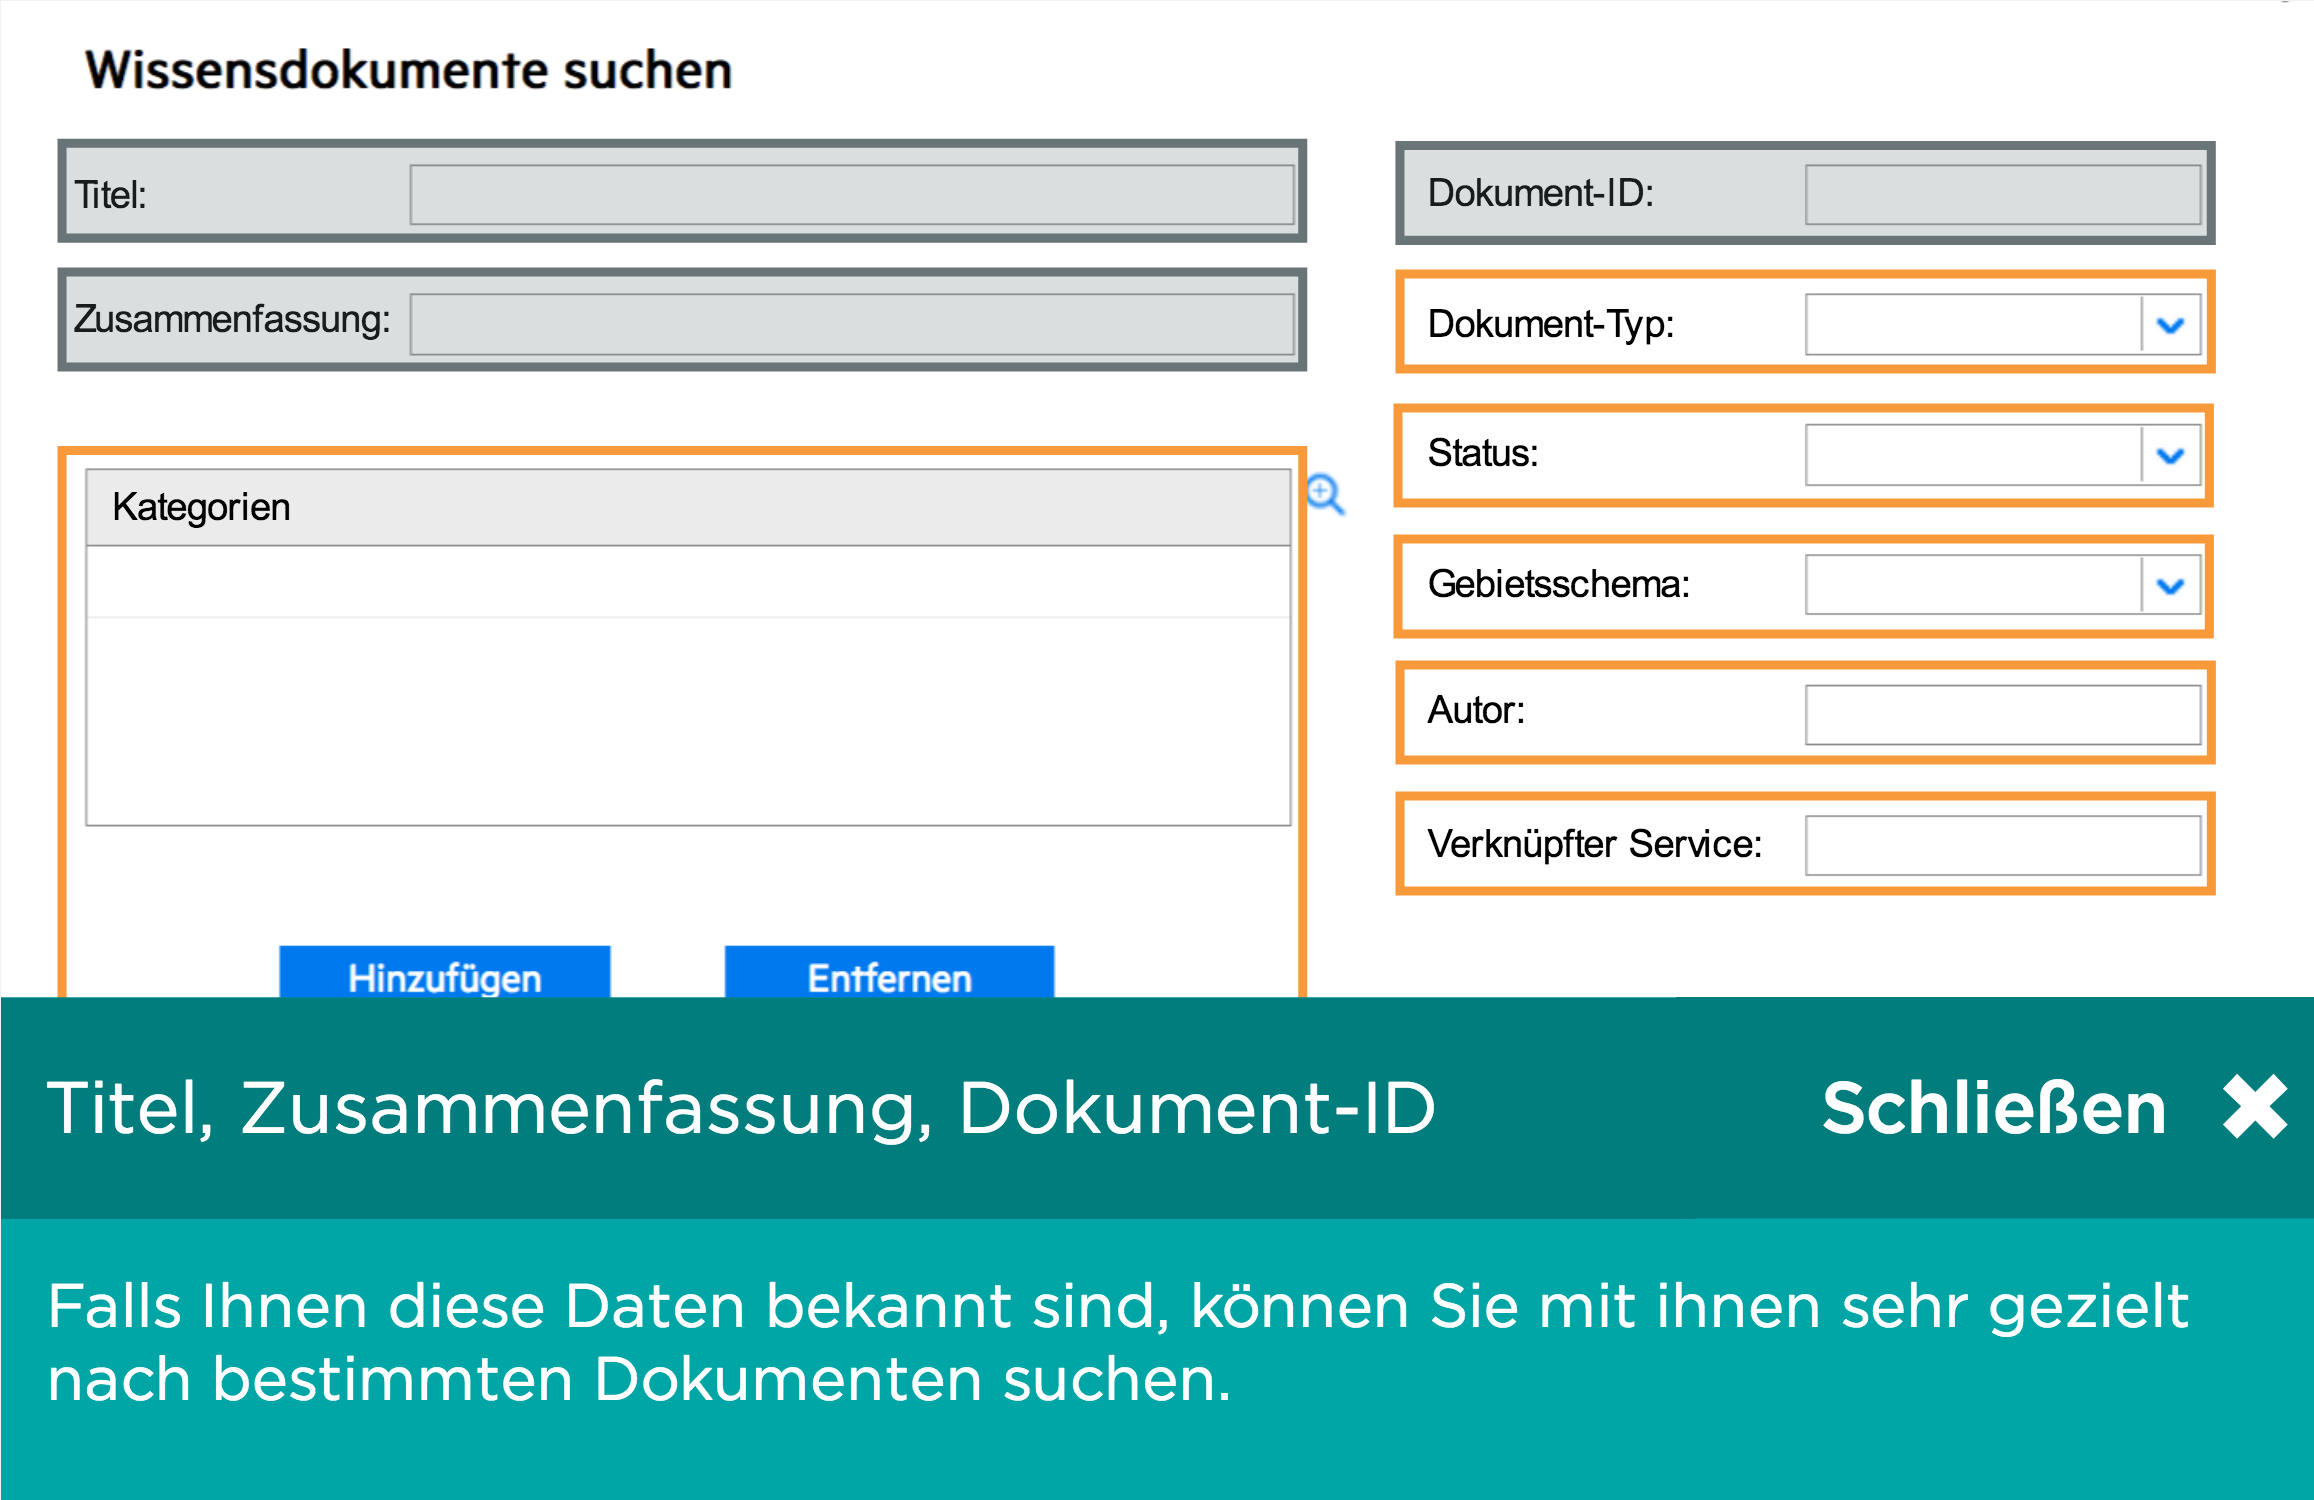 Wissensdokumente suchen
Titel:
Zusammenfassung:
Kategorien
Hinzufügen
Entfernen
Dokument-ID:
Dokument-Typ:
Status:
Gebietsschema:
Autor:
Verknüpfter Service:
Titel, Zusammenfassung, Dokument-ID
Schließen
Falls Ihnen diese Daten bekannt sind, können Sie mit ihnen sehr gezielt
nach bestimmten Dokumenten suchen.